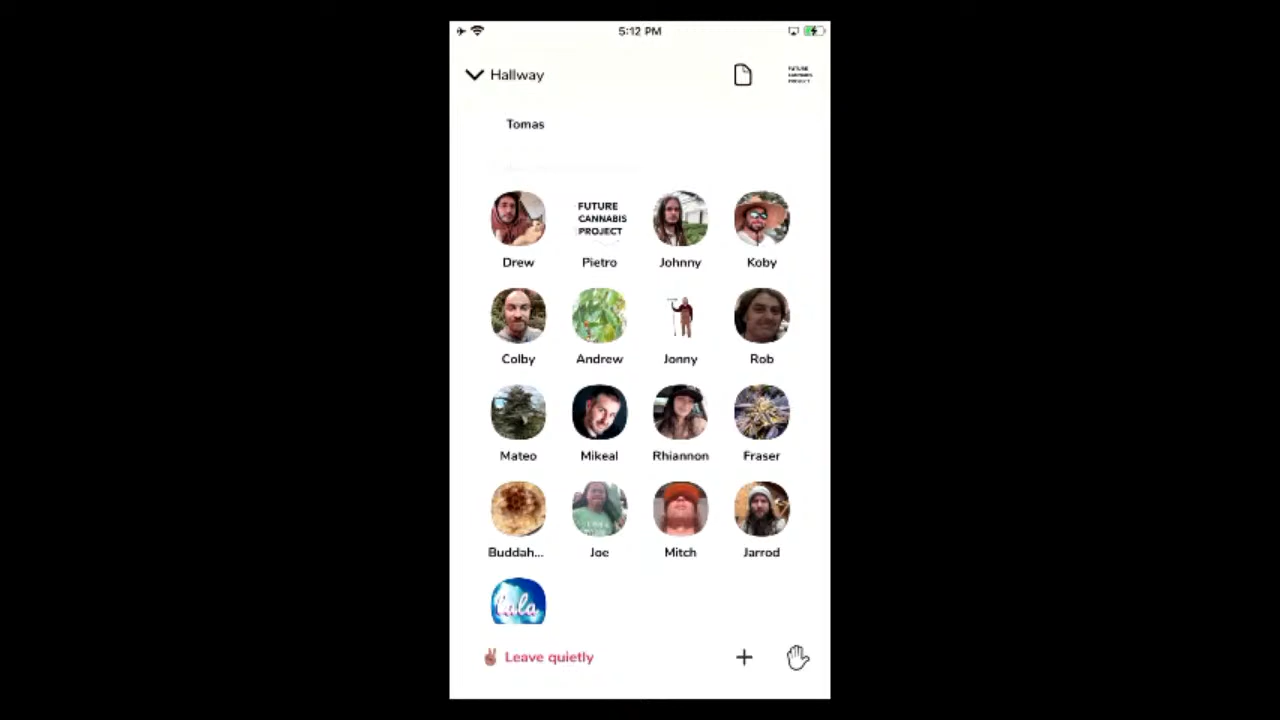 5:12 PM
Hallway
FUTURE
CANNABIS
PROJECT
Tomas
FUTURE
CANNABIS
PROJECT
Drew Pietro Johnny Koby
Colby Andrew Jonny Rob
Mateo Mikeal Rhiannon Fraser
Buddah... Joe Mitch Jarrod
lala
Leave quietly